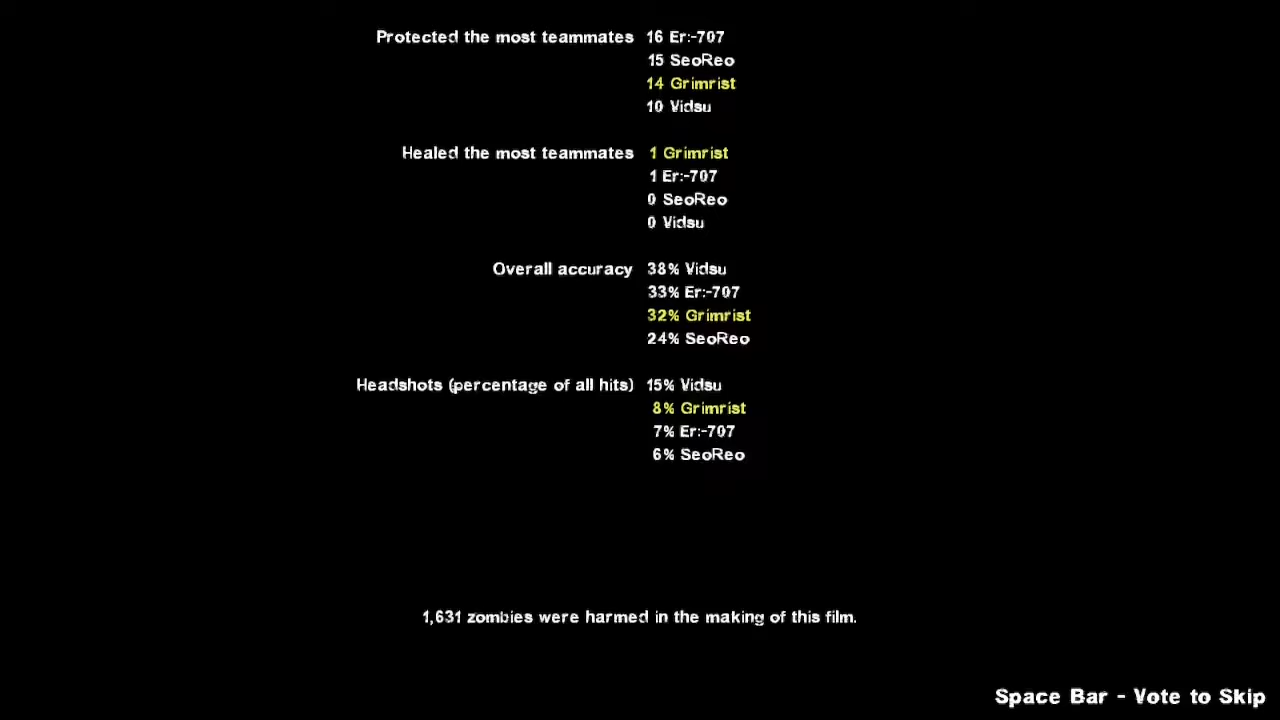 Protected the most teammates 16 Er:-707
15 SeoReo
14 Grimrist
10 Vidsu
Healed the most teammates 1 Grimrist
1 Er:-707
0 SeoReo
0 Vidsu
Overall accuracy 38% Vidsu
33% Er:-707
32% Grimrist
24% SeoReo
Headshots (percentage of all hits) 15% Vidsu
8% Grimrist
7% Er:-707
6% SeoReo
1,631 zombies were harmed in the making of this film.
Space Bar - Vote to Skip